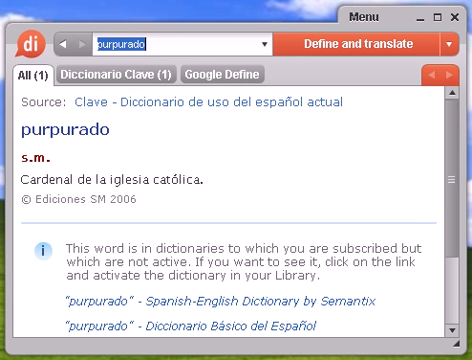 Menu
di
purpurado
Define and translate
All (1)
Diccionario Clave (1)
Google Define
Source: Clave - Diccionario de uso del español actual
purpurado
s.m.
Cardenal de la iglesia católica.
© Ediciones SM 2006
i
This word is in dictionaries to which you are subscribed but
which are not active. If you want to see it, click on the link
and activate the dictionary in your Library.
"purpurado" - Spanish-English Dictionary by Semantix
"purpurado" - Diccionario Básico del Español